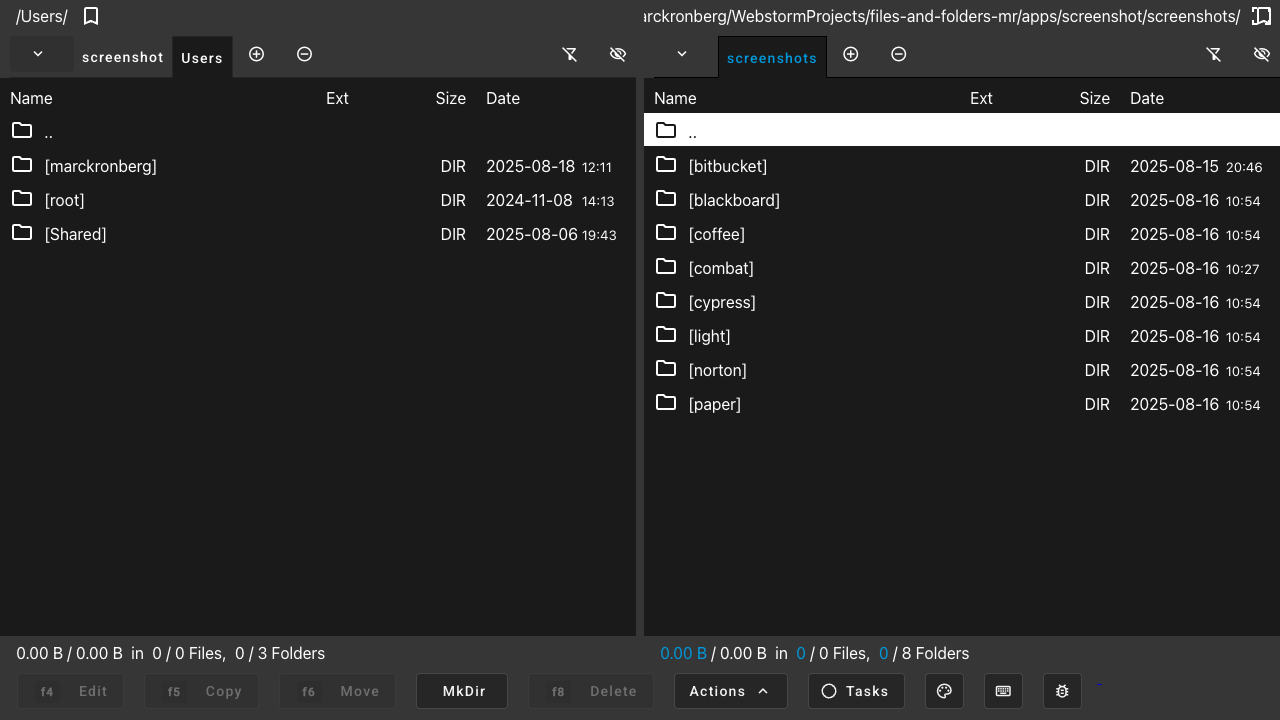 /Users/
screenshot Users
Name Ext Size Date
..
[marckronberg] DIR 2025-08-18 12:11
[root] DIR 2024-11-08 14:13
[Shared] DIR 2025-08-06 19:43
0.00 B / 0.00 B in 0 / 0 Files, 0 / 3 Folders
rckronberg/WebstormProjects/files-and-folders-mr/apps/screenshot/screenshots/
screenshots
Name Ext Size Date
..
[bitbucket] DIR 2025-08-15 20:46
[blackboard] DIR 2025-08-16 10:54
[coffee] DIR 2025-08-16 10:54
[combat] DIR 2025-08-16 10:27
[cypress] DIR 2025-08-16 10:54
[light] DIR 2025-08-16 10:54
[norton] DIR 2025-08-16 10:54
[paper] DIR 2025-08-16 10:54
0.00 B / 0.00 B in 0 / 0 Files, 0 / 8 Folders
f4 Edit f5 Copy f6 Move MkDir f8 Delete Actions Tasks